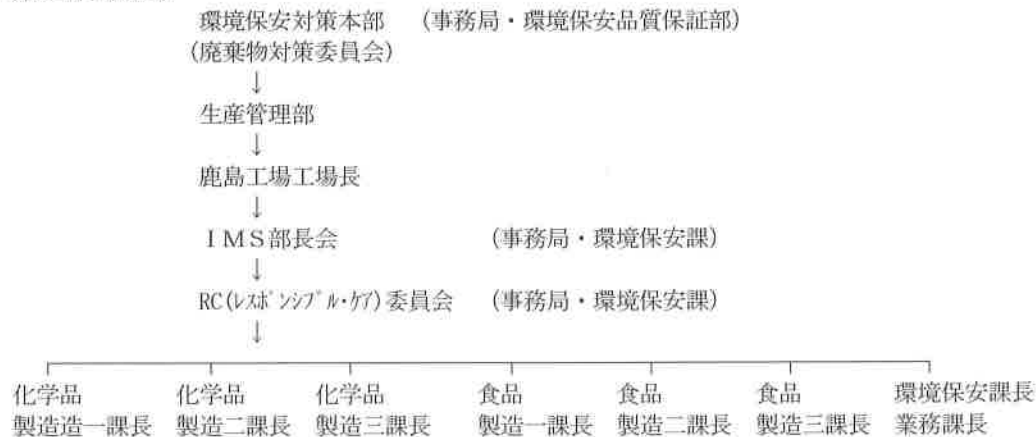 環境保安対策本部 (事務局・環境保安品質保証部)
(廃棄物対策委員会)
↓
生産管理部
↓
鹿島工場工場長
↓
IMS部長会 (事務局・環境保安課)
↓
RC(レスポンシブル・ケア)委員会 (事務局・環境保安課)
↓
化学品 化学品 化学品 食品 食品 食品 環境保安課長
製造造一課長 製造二課長 製造三課長 製造一課長 製造二課長 製造三課長 業務課長